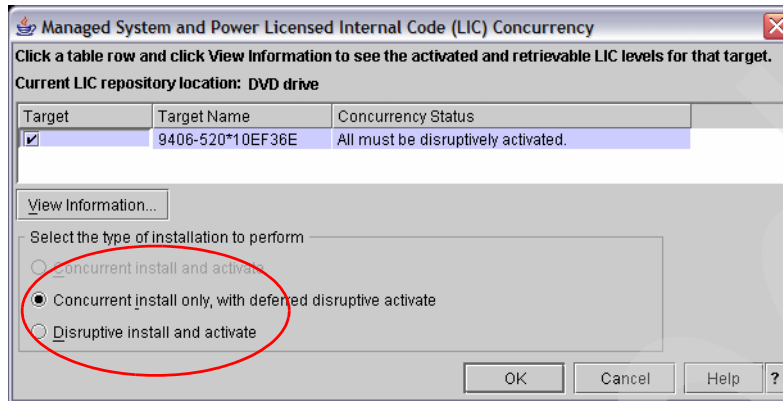 Managed System and Power Licensed Internal Code (LIC) Concurrency
Click a table row and click View Information to see the activated and retrievable LIC levels for that target.
Current LIC repository location: DVD drive
Target Target Name Concurrency Status
9406-520*10EF36E All must be disruptively activated.
View Information...
Select the type of installation to perform
Concurrent install and activate
Concurrent install only, with deferred disruptive activate
Disruptive install and activate
OK Cancel Help ?